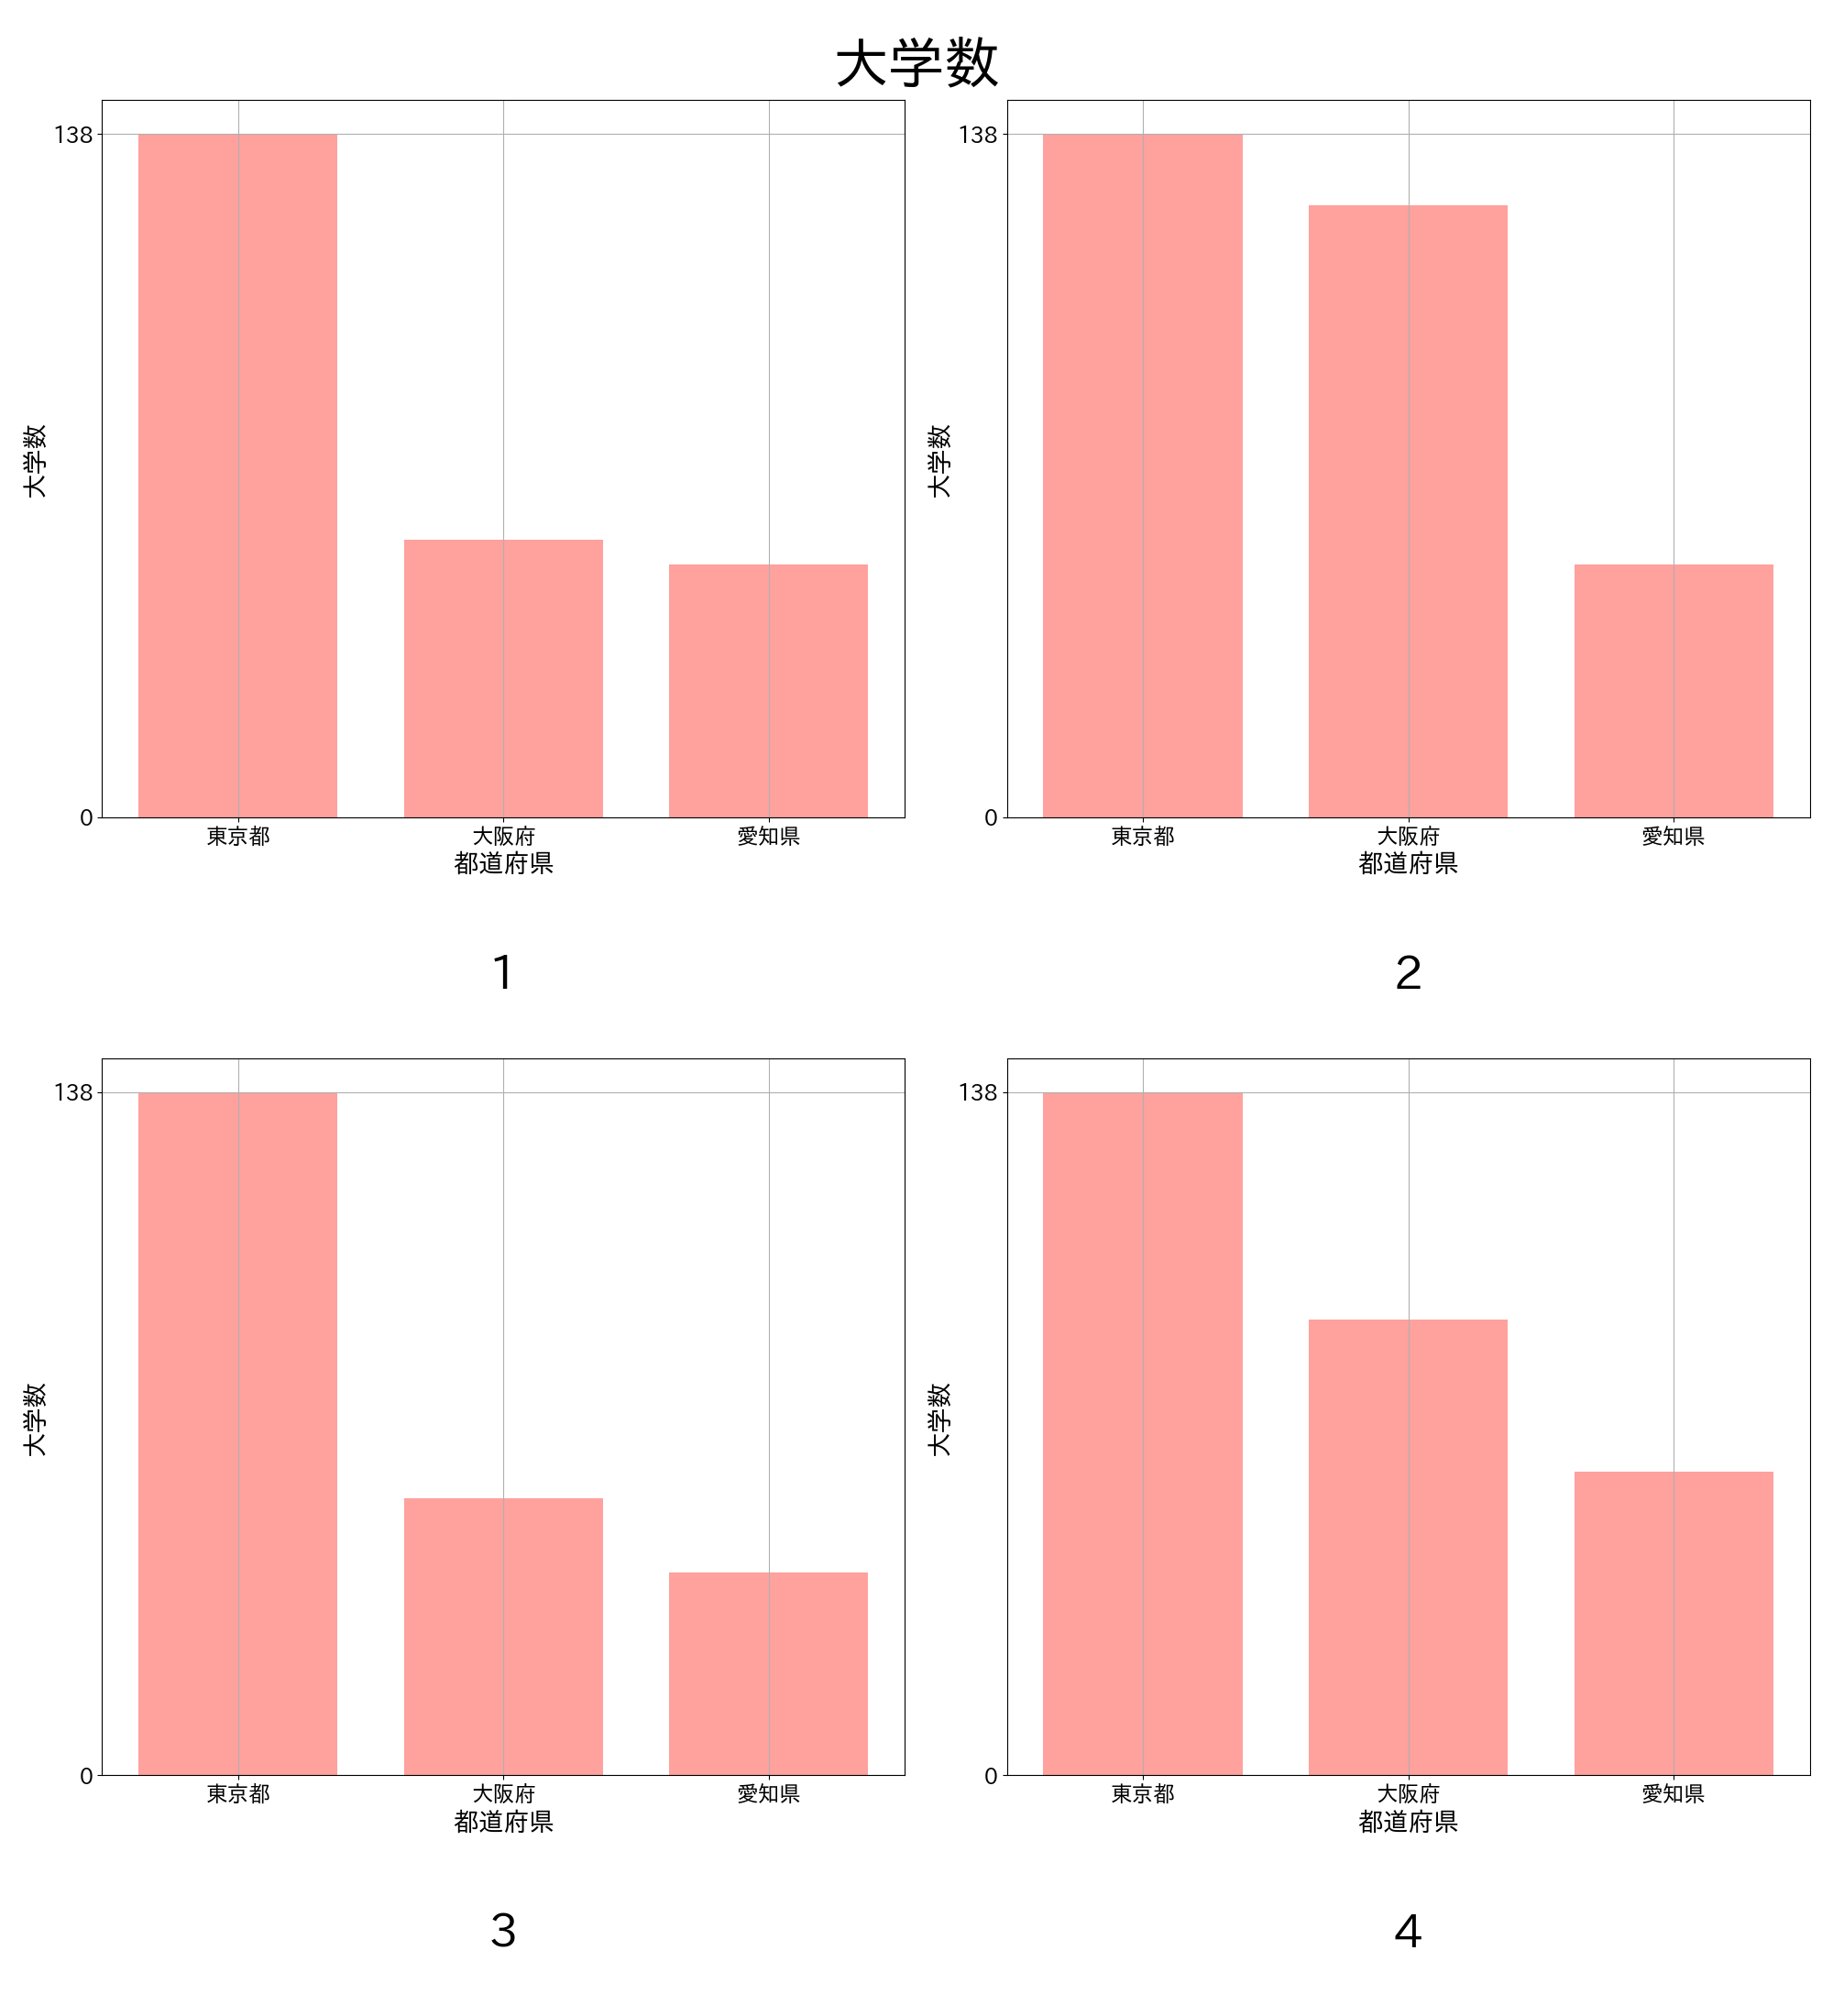 大学数
138
0
大学数
東京都 大阪府 愛知県
都道府県
1
138
0
大学数
東京都 大阪府 愛知県
都道府県
2
138
0
大学数
東京都 大阪府 愛知県
都道府県
3
138
0
大学数
東京都 大阪府 愛知県
都道府県
4